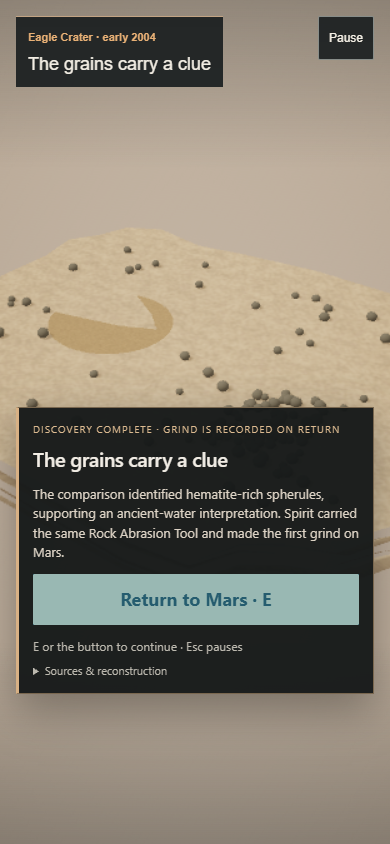 Eagle Crater · early 2004
The grains carry a clue
Pause
DISCOVERY COMPLETE · GRIND IS RECORDED ON RETURN
The grains carry a clue
The comparison identified hematite-rich spherules,
supporting an ancient-water interpretation. Spirit carried
the same Rock Abrasion Tool and made the first grind on
Mars.
Return to Mars · E
E or the button to continue · Esc pauses
Sources & reconstruction